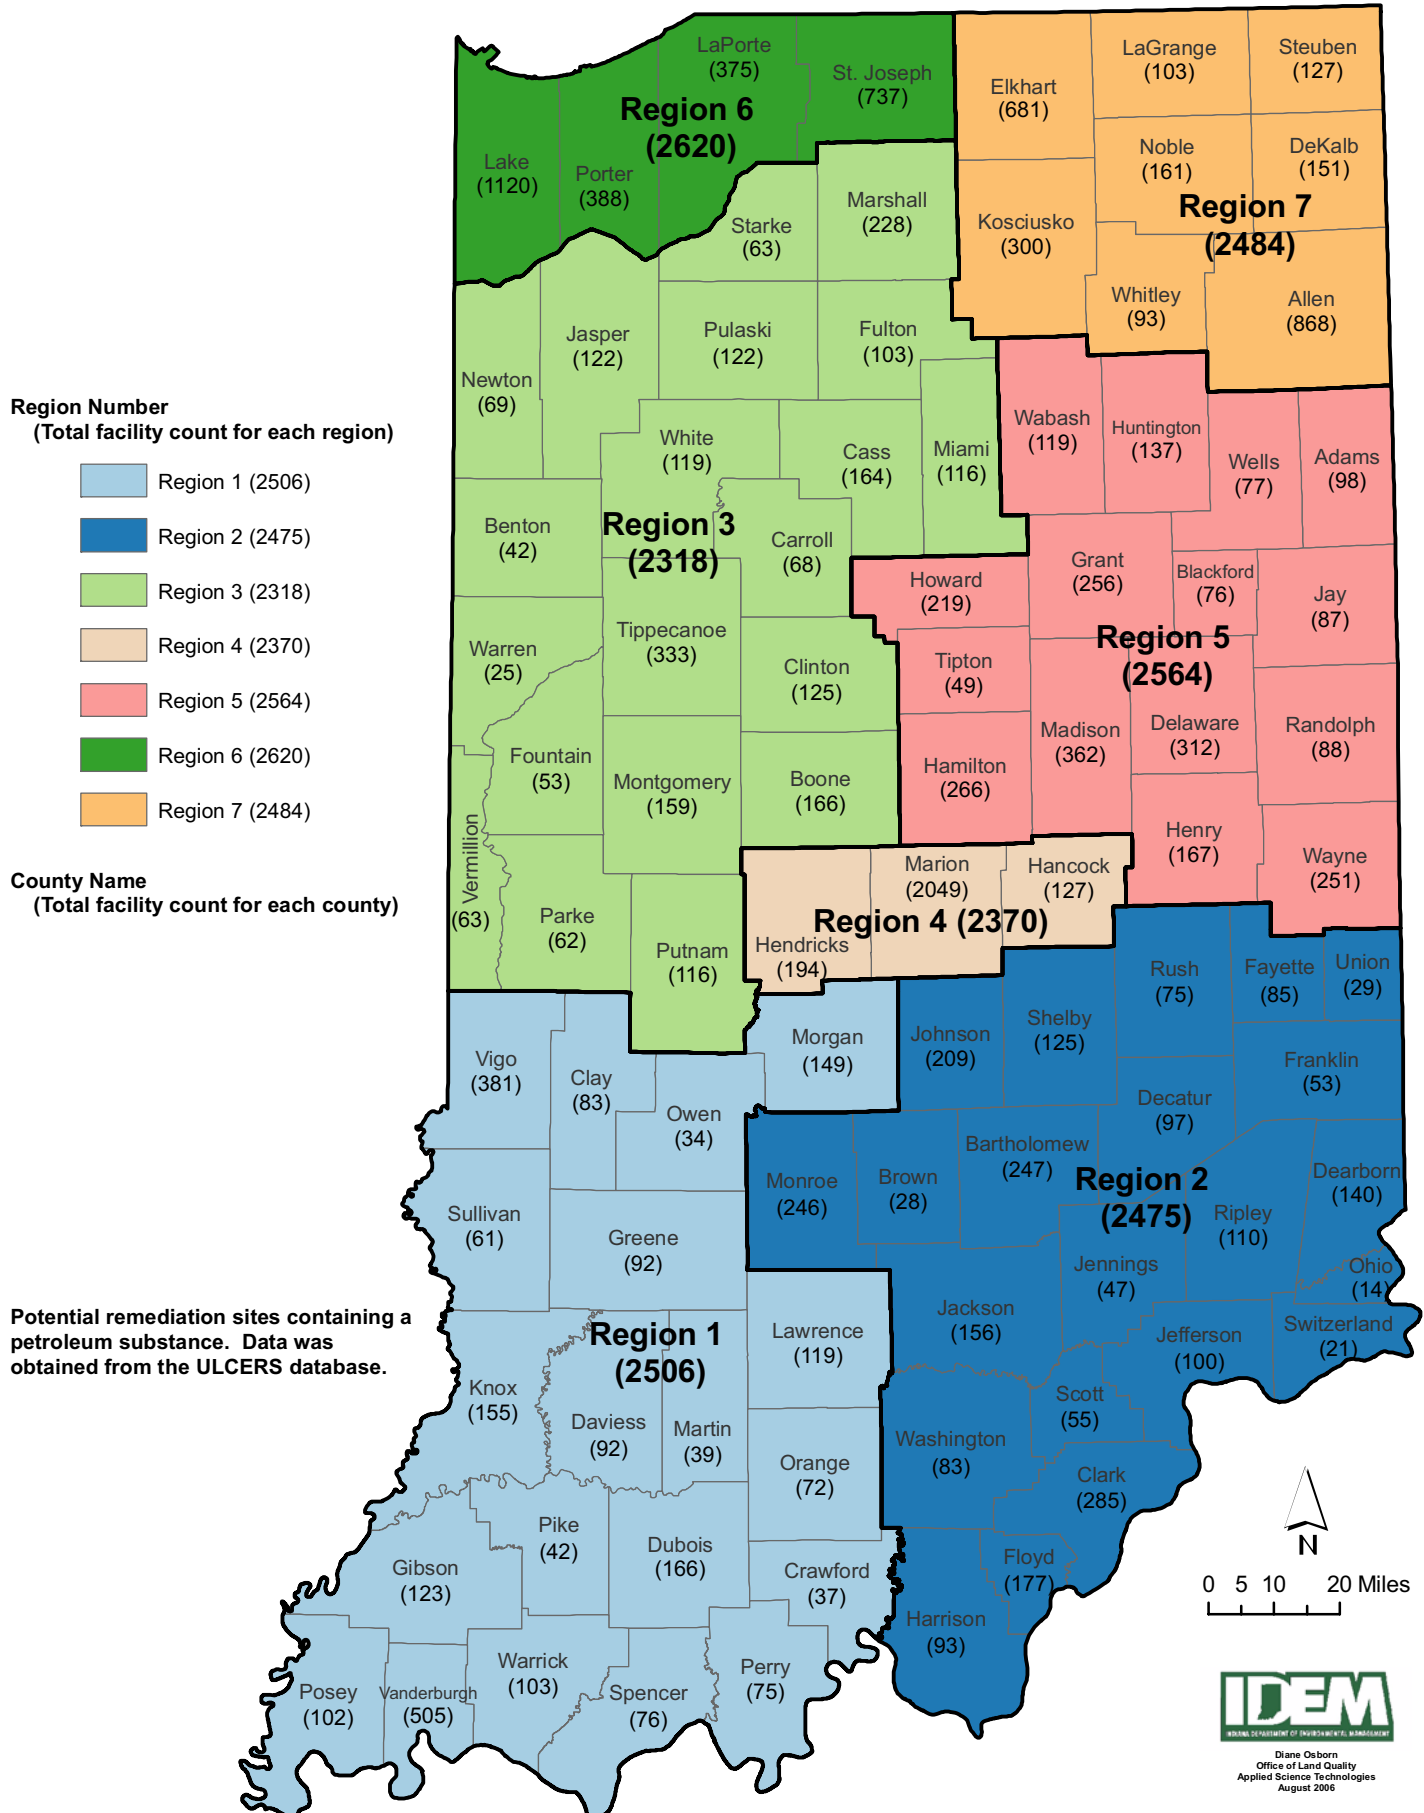 LaPorte
(375)
St. Joseph
(737)
Region 6
(2620)
Lake
(1120)
Porter
(388)
Elkhart
(681)
LaGrange
(103)
Steuben
(127)
Noble
(161)
DeKalb
(151)
Region 7
(2484)
Kosciusko
(300)
Whitley
(93)
Allen
(868)
Starke
(63)
Marshall
(228)
Jasper
(122)
Pulaski
(122)
Fulton
(103)
Newton
(69)
White
(119)
Cass
(164)
Miami
(116)
Benton
(42)
Region 3
(2318)
Carroll
(68)
Warren
(25)
Tippecanoe
(333)
Clinton
(125)
Fountain
(53)
Montgomery
(159)
Boone
(166)
Vermillion
(63)
Parke
(62)
Putnam
(116)
Wabash
(119)
Huntington
(137)
Wells
(77)
Adams
(98)
Howard
(219)
Grant
(256)
Blackford
(76)
Jay
(87)
Region 5
(2564)
Tipton
(49)
Madison
(362)
Delaware
(312)
Randolph
(88)
Hamilton
(266)
Henry
(167)
Wayne
(251)
Marion
(2049)
Hancock
(127)
Region 4 (2370)
Hendricks
(194)
Region Number
(Total facility count for each region)
Region 1 (2506)
Region 2 (2475)
Region 3 (2318)
Region 4 (2370)
Region 5 (2564)
Region 6 (2620)
Region 7 (2484)
County Name
(Total facility count for each county)
Rush
(75)
Fayette
(85)
Union
(29)
Johnson
(209)
Shelby
(125)
Franklin
(53)
Decatur
(97)
Bartholomew
(247)
Monroe
(246)
Brown
(28)
Region 2
(2475)
Dearborn
(140)
Ripley
(110)
Jennings
(47)
Ohio
(14)
Jackson
(156)
Jefferson
(100)
Switzerland
(21)
Scott
(55)
Washington
(83)
Clark
(285)
Floyd
(177)
Harrison
(93)
Vigo
(381)
Clay
(83)
Morgan
(149)
Owen
(34)
Sullivan
(61)
Greene
(92)
Region 1
(2506)
Lawrence
(119)
Knox
(155)
Daviess
(92)
Martin
(39)
Orange
(72)
Pike
(42)
Dubois
(166)
Gibson
(123)
Crawford
(37)
Posey
(102)
Vanderburgh
(505)
Warrick
(103)
Spencer
(76)
Perry
(75)
Potential remediation sites containing a
petroleum substance. Data was
obtained from the ULCERS database.
N
0 5 10 20 Miles
IDEM
INDIANA DEPARTMENT OF ENVIRONMENTAL MANAGEMENT
Diane Osborn
Office of Land Quality
Applied Science Technologies
August 2006